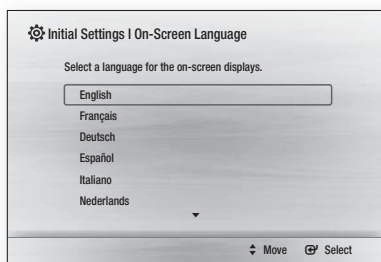 Initial Settings I On-Screen Language
Select a language for the on-screen displays.
English
Français
Deutsch
Español
Italiano
Nederlands
Move Select